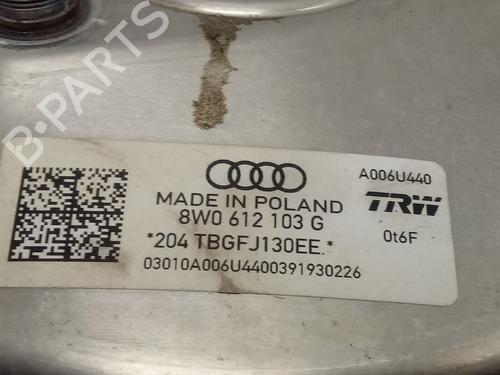 B-PARTS
A006U440
MADE IN POLAND
TRW
8W0 612 103 G
0t6F
*204 TBGFJ130EE.*
03010A006U4400391930226